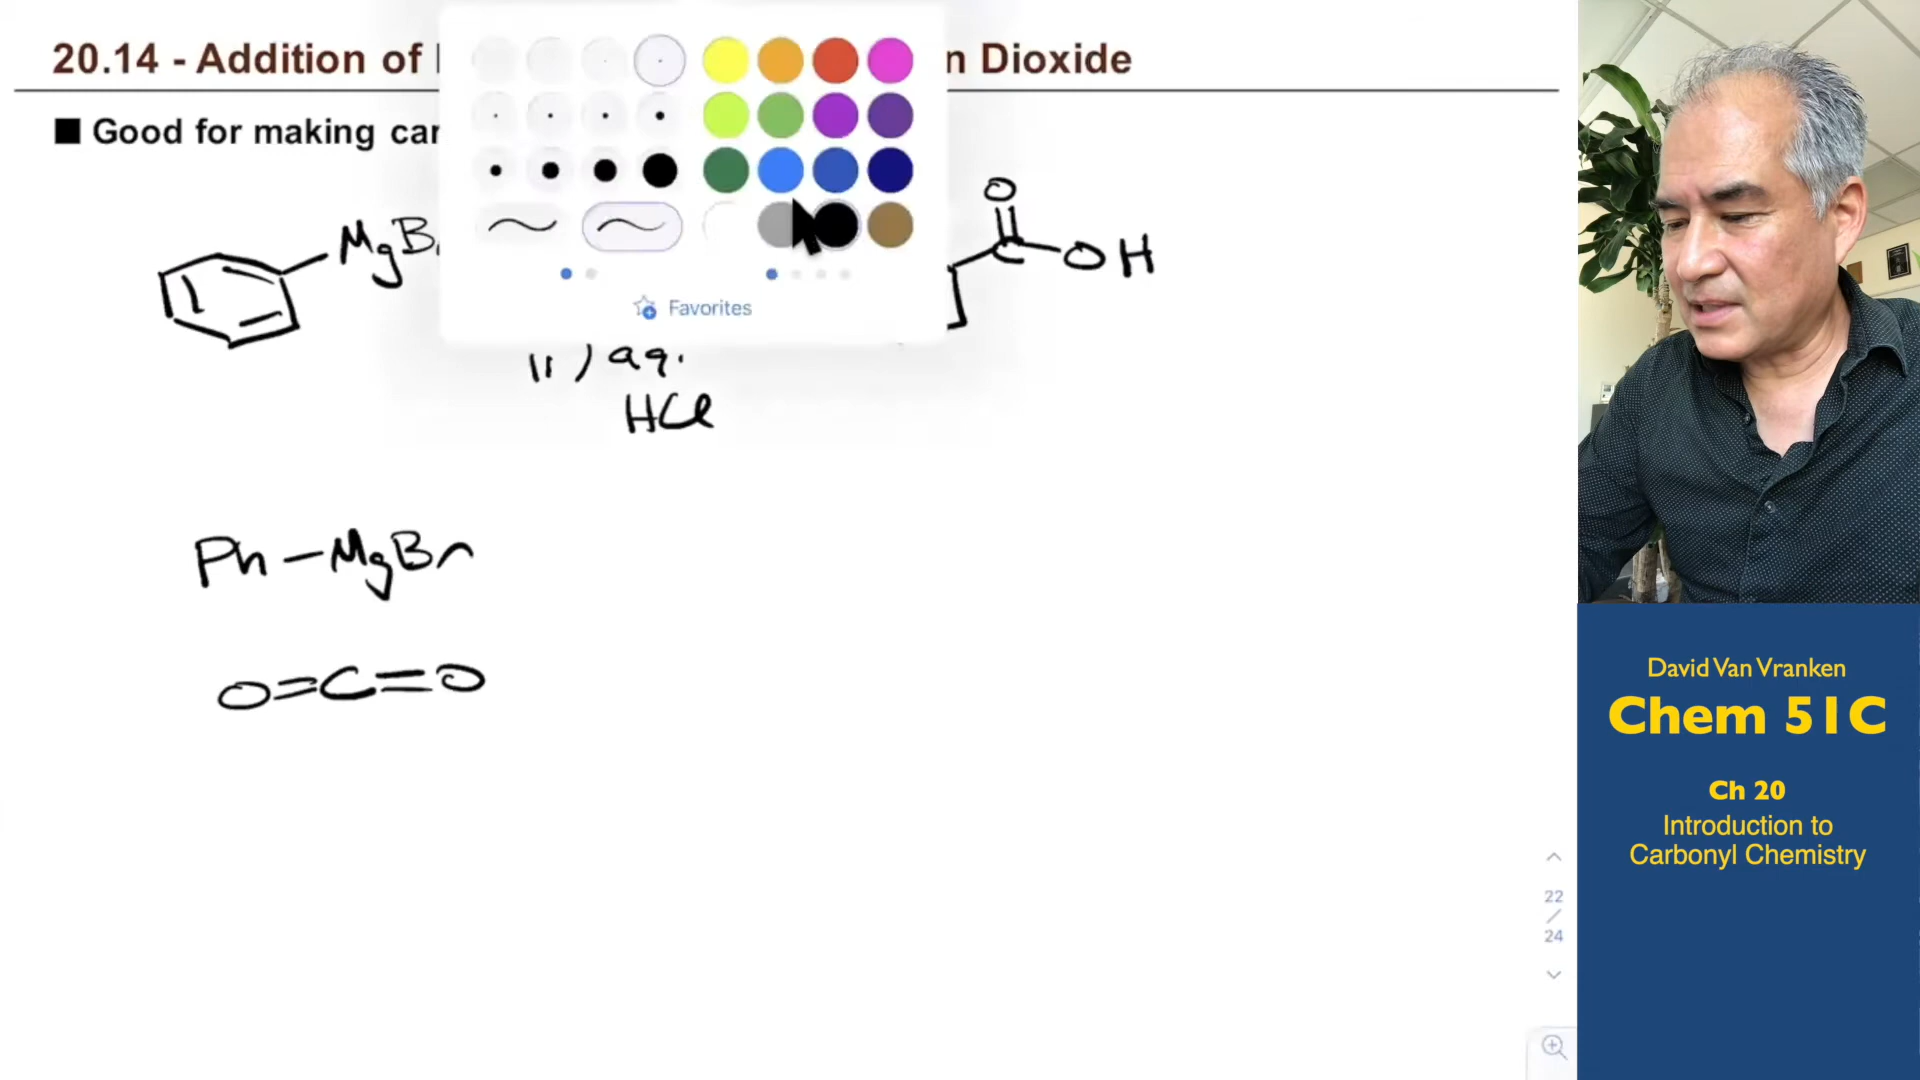 20.14 - Addition of
n Dioxide
■ Good for making car
MgB
O
C OH
II) aq.
HCl
Favorites
Ph-MgBr
O=C=O
22
/
24
David Van Vranken
Chem 51C
Ch 20
Introduction to
Carbonyl Chemistry